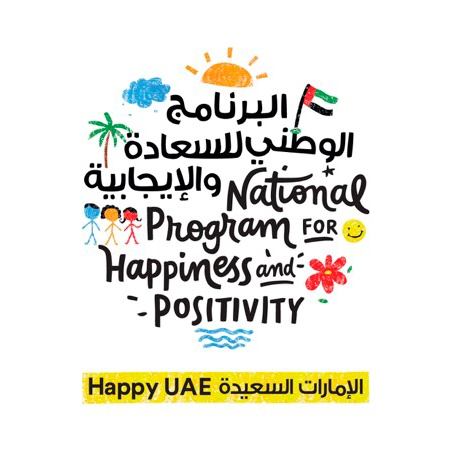 البرنامج
الوطني للسعادة
والإيجابية National
Program FOR
Happiness and
POSITIVITY
Happy UAE الإمارات السعيدة